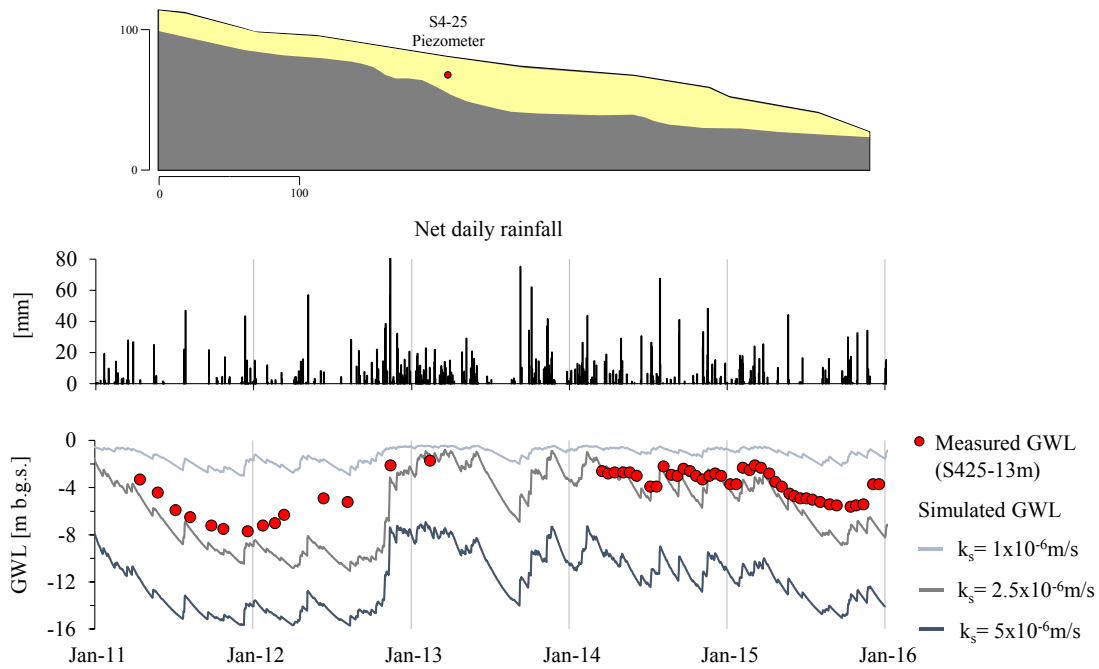 S4-25
Piezometer
100
0
0
100
Net daily rainfall
[mm]
80
60
40
20
0
GWL [m b.g.s.]
0
-4
-8
-12
-16
Jan-11
Jan-12
Jan-13
Jan-14
Jan-15
Jan-16
Measured GWL
(S425-13m)
Simulated GWL
kₛ= 1x10⁻⁶m/s
kₛ= 2.5x10⁻⁶m/s
kₛ= 5x10⁻⁶m/s